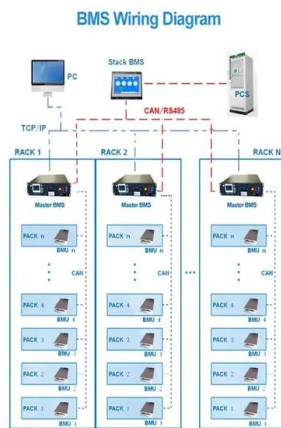 BMS Wiring Diagram
PC
Stack BMS
PCS
CAN/RS485
TCP/IP
RACK 1
RACK 2
RACK N
Master BMS
Master BMS
Master BMS
PACK n
BMU n
PACK n
BMU n
PACK n
BMU n
CAN
CAN
PACK 4
BMU 4
PACK 4
BMU 4
PACK 4
BMU 4
PACK 3
BMU 3
PACK 3
BMU 3
PACK 3
BMU 3
PACK 2
BMU 2
PACK 2
BMU 2
PACK 2
BMU 2
PACK 1
BMU 1
PACK 1
BMU 1
PACK 1
BMU 1